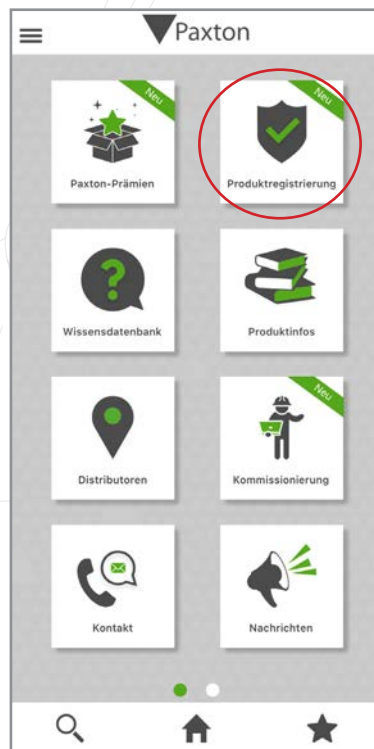 Paxton
Neu
Neu
Paxton-Prämien
Produktregistrierung
?
Wissensdatenbank
Produktinfos
Neu
Distributoren
Kommissionierung
Kontakt
Nachrichten